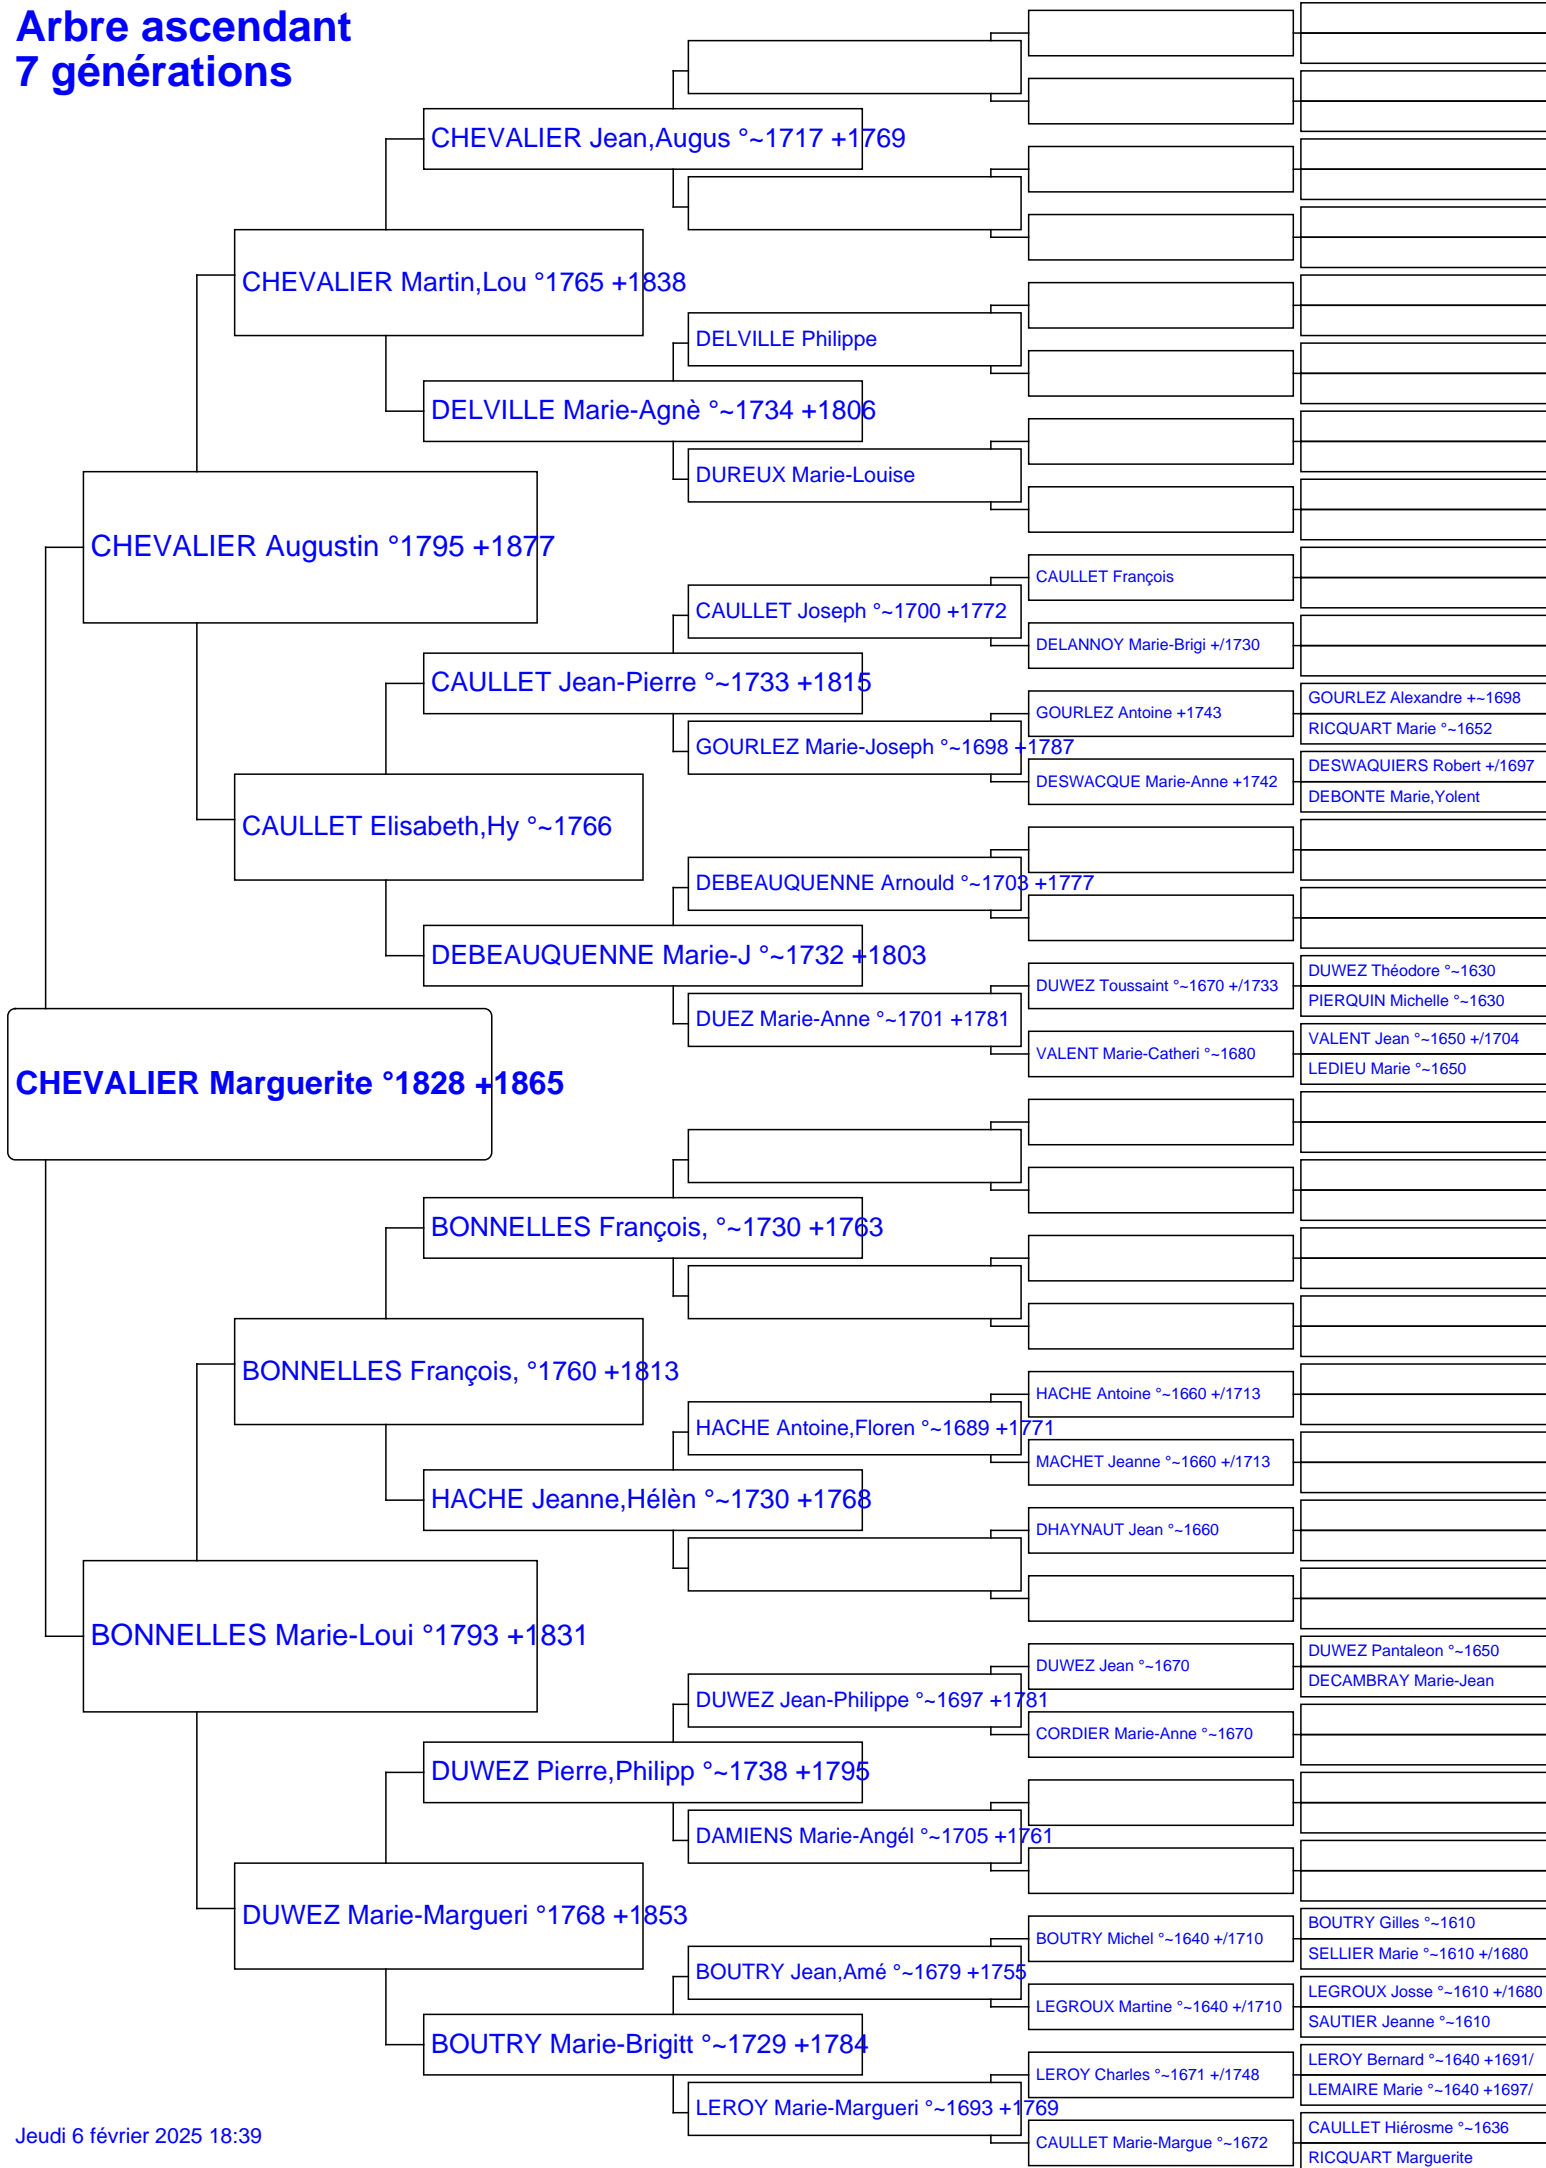 Arbre ascendant
7 générations
CHEVALIER Jean,Augus °~1717 +1769
CHEVALIER Martin,Lou °1765 +1838
DELVILLE Philippe
DELVILLE Marie-Agnè °~1734 +1806
DUREUX Marie-Louise
CHEVALIER Augustin °1795 +1877
CAULLET François
CAULLET Joseph °~1700 +1772
DELANNOY Marie-Brigi +/1730
CAULLET Jean-Pierre °~1733 +1815
GOURLEZ Alexandre +~1698
GOURLEZ Antoine +1743
RICQUART Marie °~1652
GOURLEZ Marie-Joseph °~1698 +1787
DESWAQUIERS Robert +/1697
DESWACQUE Marie-Anne +1742
DEBONTE Marie,Yolent
CAULLET Elisabeth,Hy °~1766
DEBEAUQUENNE Arnould °~1703 +1777
DEBEAUQUENNE Marie-J °~1732 +1803
DUWEZ Théodore °~1630
DUWEZ Toussaint °~1670 +/1733
PIERQUIN Michelle °~1630
DUEZ Marie-Anne °~1701 +1781
VALENT Jean °~1650 +/1704
VALENT Marie-Catheri °~1680
LEDIEU Marie °~1650
CHEVALIER Marguerite °1828 +1865
BONNELLES François, °~1730 +1763
BONNELLES François, °1760 +1813
HACHE Antoine °~1660 +/1713
HACHE Antoine,Floren °~1689 +1771
MACHET Jeanne °~1660 +/1713
HACHE Jeanne,Hélèn °~1730 +1768
DHAYNAUT Jean °~1660
BONNELLES Marie-Loui °1793 +1831
DUWEZ Pantaleon °~1650
DUWEZ Jean °~1670
DECAMBRAY Marie-Jean
DUWEZ Jean-Philippe °~1697 +1781
CORDIER Marie-Anne °~1670
DUWEZ Pierre,Philipp °~1738 +1795
DAMIENS Marie-Angél °~1705 +1761
DUWEZ Marie-Margueri °1768 +1853
BOUTRY Gilles °~1610
BOUTRY Michel °~1640 +/1710
SELLIER Marie °~1610 +/1680
BOUTRY Jean,Amé °~1679 +1755
LEGROUX Josse °~1610 +/1680
LEGROUX Martine °~1640 +/1710
SAUTIER Jeanne °~1610
BOUTRY Marie-Brigitt °~1729 +1784
LEROY Bernard °~1640 +1691/
LEROY Charles °~1671 +/1748
LEMAIRE Marie °~1640 +1697/
LEROY Marie-Margueri °~1693 +1769
CAULLET Hiérosme °~1636
CAULLET Marie-Margue °~1672
RICQUART Marguerite
Jeudi 6 février 2025 18:39